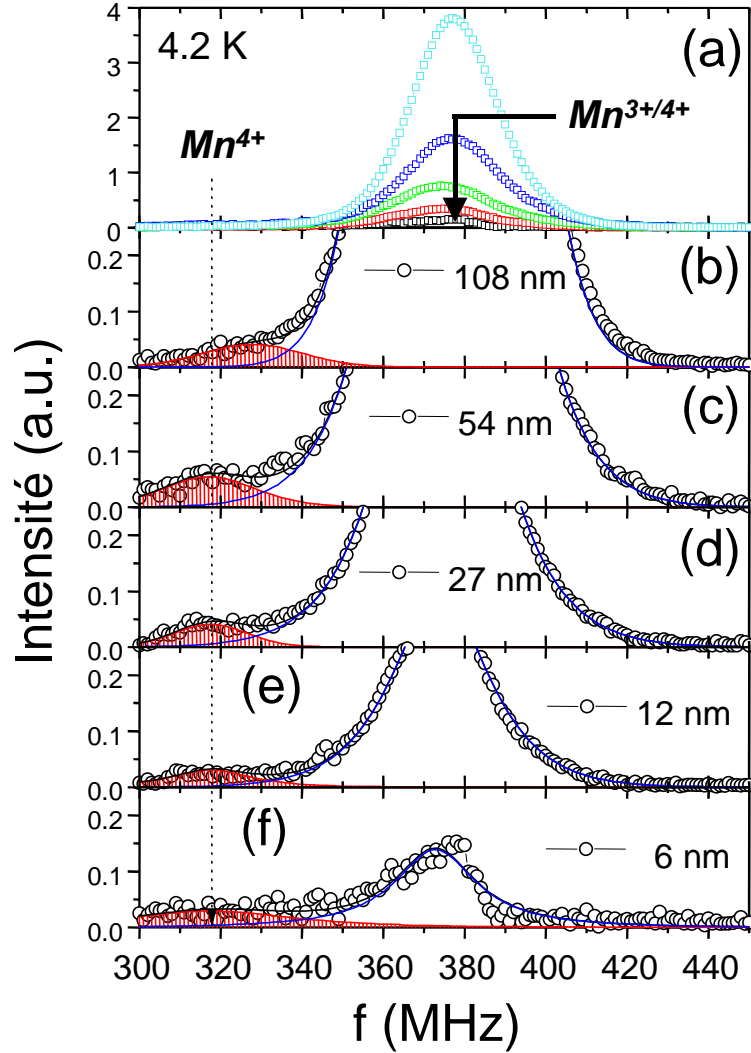 4.2 K
(a)
Mn3+/4+
Mn4+
4
2
0
(b)
108 nm
0.2
0.1
0.0
(c)
54 nm
0.2
0.1
0.0
(d)
27 nm
0.2
0.1
0.0
(e)
12 nm
0.2
0.1
0.0
(f)
6 nm
0.2
0.1
0.0
300 320 340 360 380 400 420 440
f (MHz)
Intensité (a.u.)